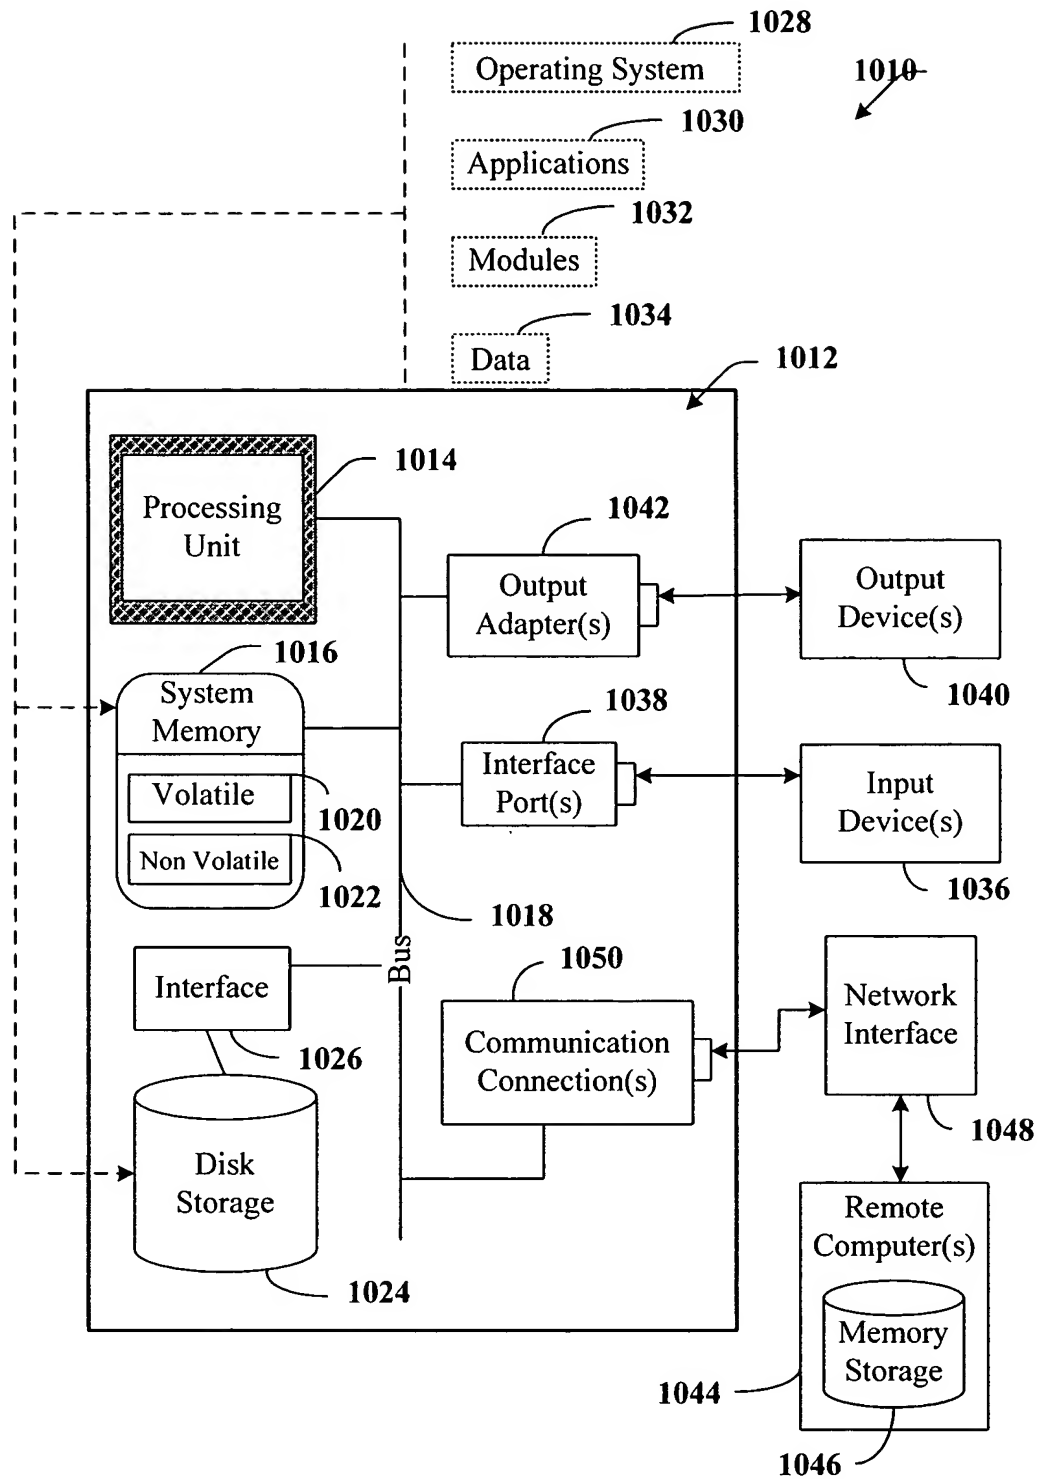 1028
Operating System
1010
1030
Applications
1032
Modules
1034
Data
1012
1014
Processing
Unit
1042
Output
Adapter(s)
Output
Device(s)
1040
1016
System
Memory
Volatile
1020
Non Volatile
1022
1038
Interface
Port(s)
Input
Device(s)
1036
1018
Bus
Interface
1026
1050
Communication
Connection(s)
Network
Interface
1048
Disk
Storage
1024
Remote
Computer(s)
Memory
Storage
1044
1046